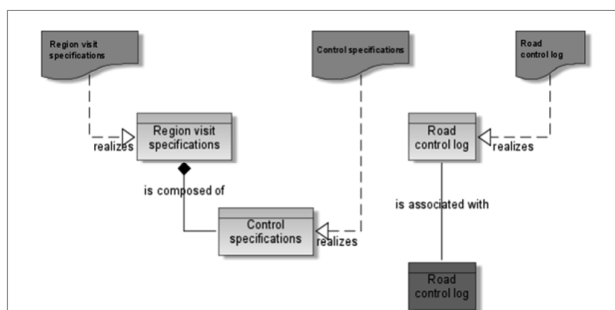 Region visit
specifications
Control specifications
Road
control log
realizes
Region visit
specifications
Road
control log
realizes
is composed of
is associated with
Control
specifications
realizes
Road
control log